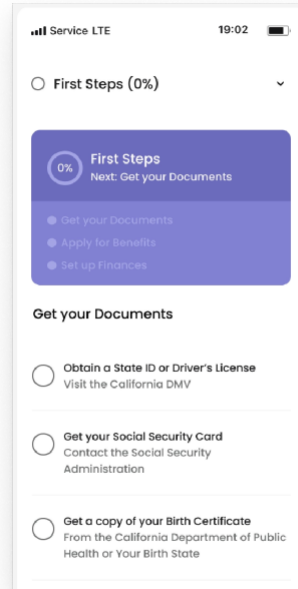 Service LTE 19:02
First Steps (0%)
0% First Steps
Next: Get your Documents
Get your Documents
Apply for Benefits
Set up Finances
Get your Documents
Obtain a State ID or Driver's License
Visit the California DMV
Get your Social Security Card
Contact the Social Security
Administration
Get a copy of your Birth Certificate
From the California Department of Public
Health or Your Birth State